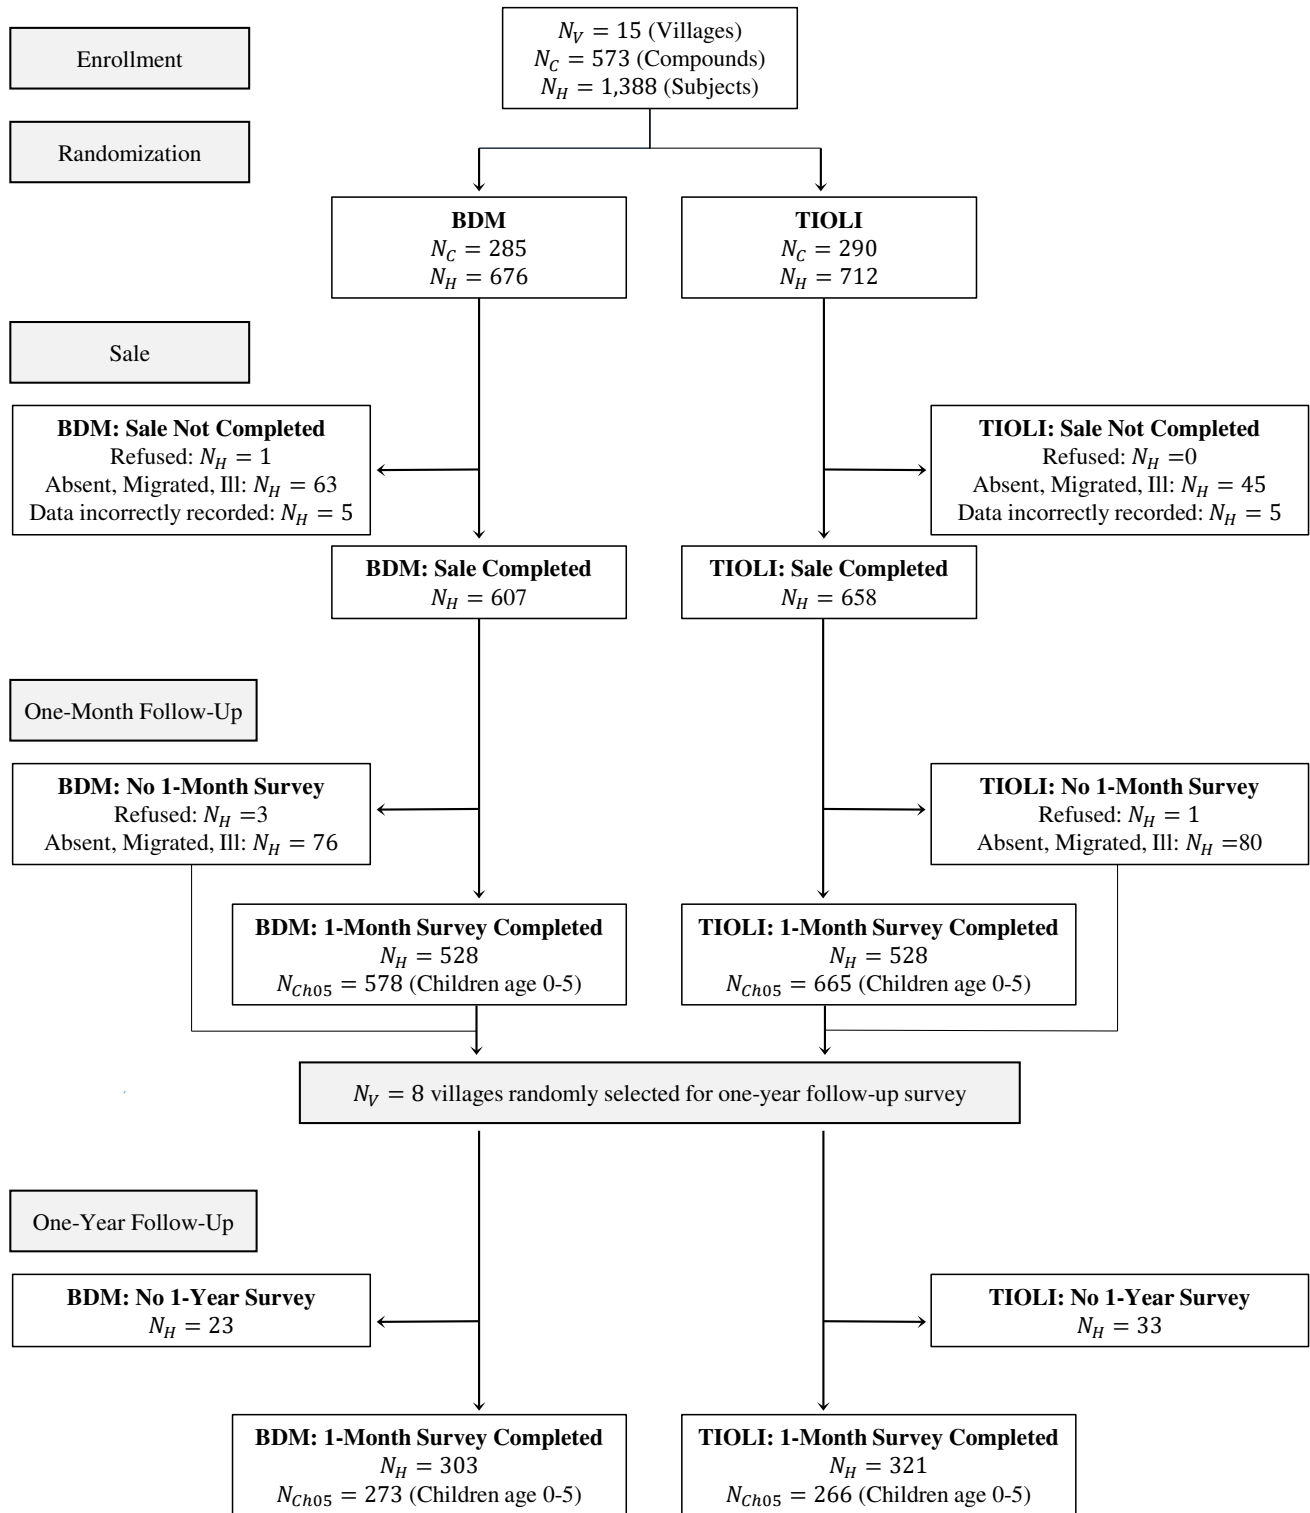 Enrollment
N_V = 15 (Villages)
N_C = 573 (Compounds)
N_H = 1,388 (Subjects)
Randomization
BDM
N_C = 285
N_H = 676
TIOLI
N_C = 290
N_H = 712
Sale
BDM: Sale Not Completed
Refused: N_H = 1
Absent, Migrated, Ill: N_H = 63
Data incorrectly recorded: N_H = 5
TIOLI: Sale Not Completed
Refused: N_H =0
Absent, Migrated, Ill: N_H = 45
Data incorrectly recorded: N_H = 5
BDM: Sale Completed
N_H = 607
TIOLI: Sale Completed
N_H = 658
One-Month Follow-Up
BDM: No 1-Month Survey
Refused: N_H =3
Absent, Migrated, Ill: N_H = 76
TIOLI: No 1-Month Survey
Refused: N_H = 1
Absent, Migrated, Ill: N_H =80
BDM: 1-Month Survey Completed
N_H = 528
N_Ch05 = 578 (Children age 0-5)
TIOLI: 1-Month Survey Completed
N_H = 528
N_Ch05 = 665 (Children age 0-5)
N_V = 8 villages randomly selected for one-year follow-up survey
One-Year Follow-Up
BDM: No 1-Year Survey
N_H = 23
TIOLI: No 1-Year Survey
N_H = 33
BDM: 1-Month Survey Completed
N_H = 303
N_Ch05 = 273 (Children age 0-5)
TIOLI: 1-Month Survey Completed
N_H = 321
N_Ch05 = 266 (Children age 0-5)